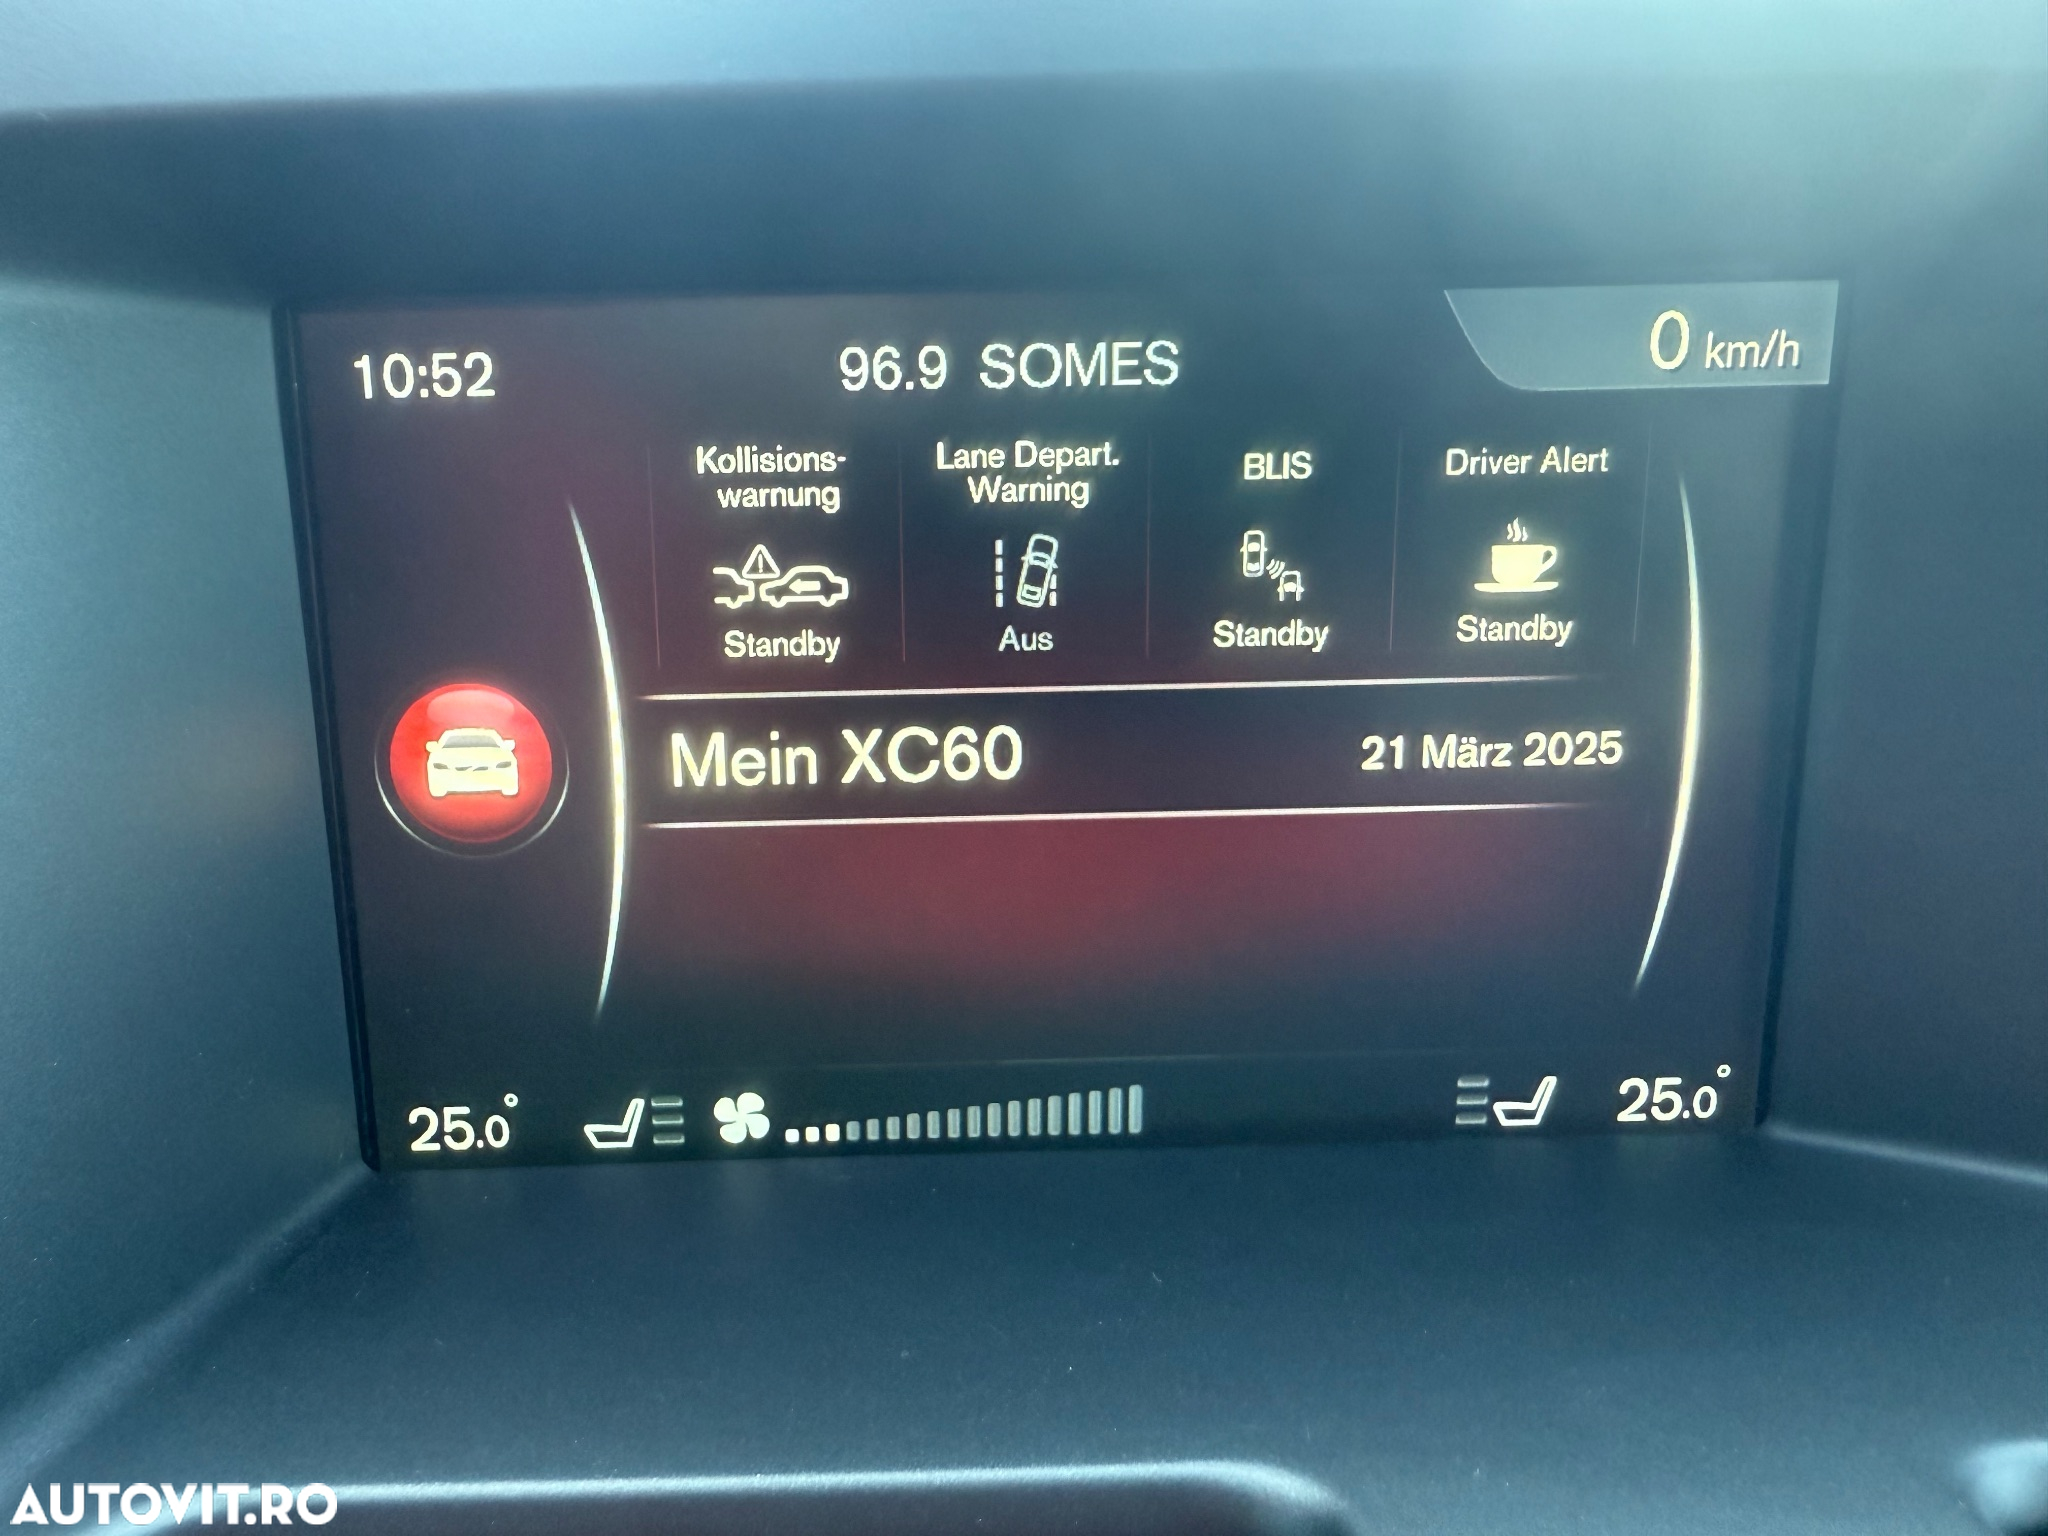 10:52
96.9 SOMES
0 km/h
Kollisions-
warnung
Standby
Lane Depart.
Warning
Aus
BLIS
Standby
Driver Alert
Standby
Mein XC60
21 März 2025
25.0°
25.0°
AUTOVIT.RO